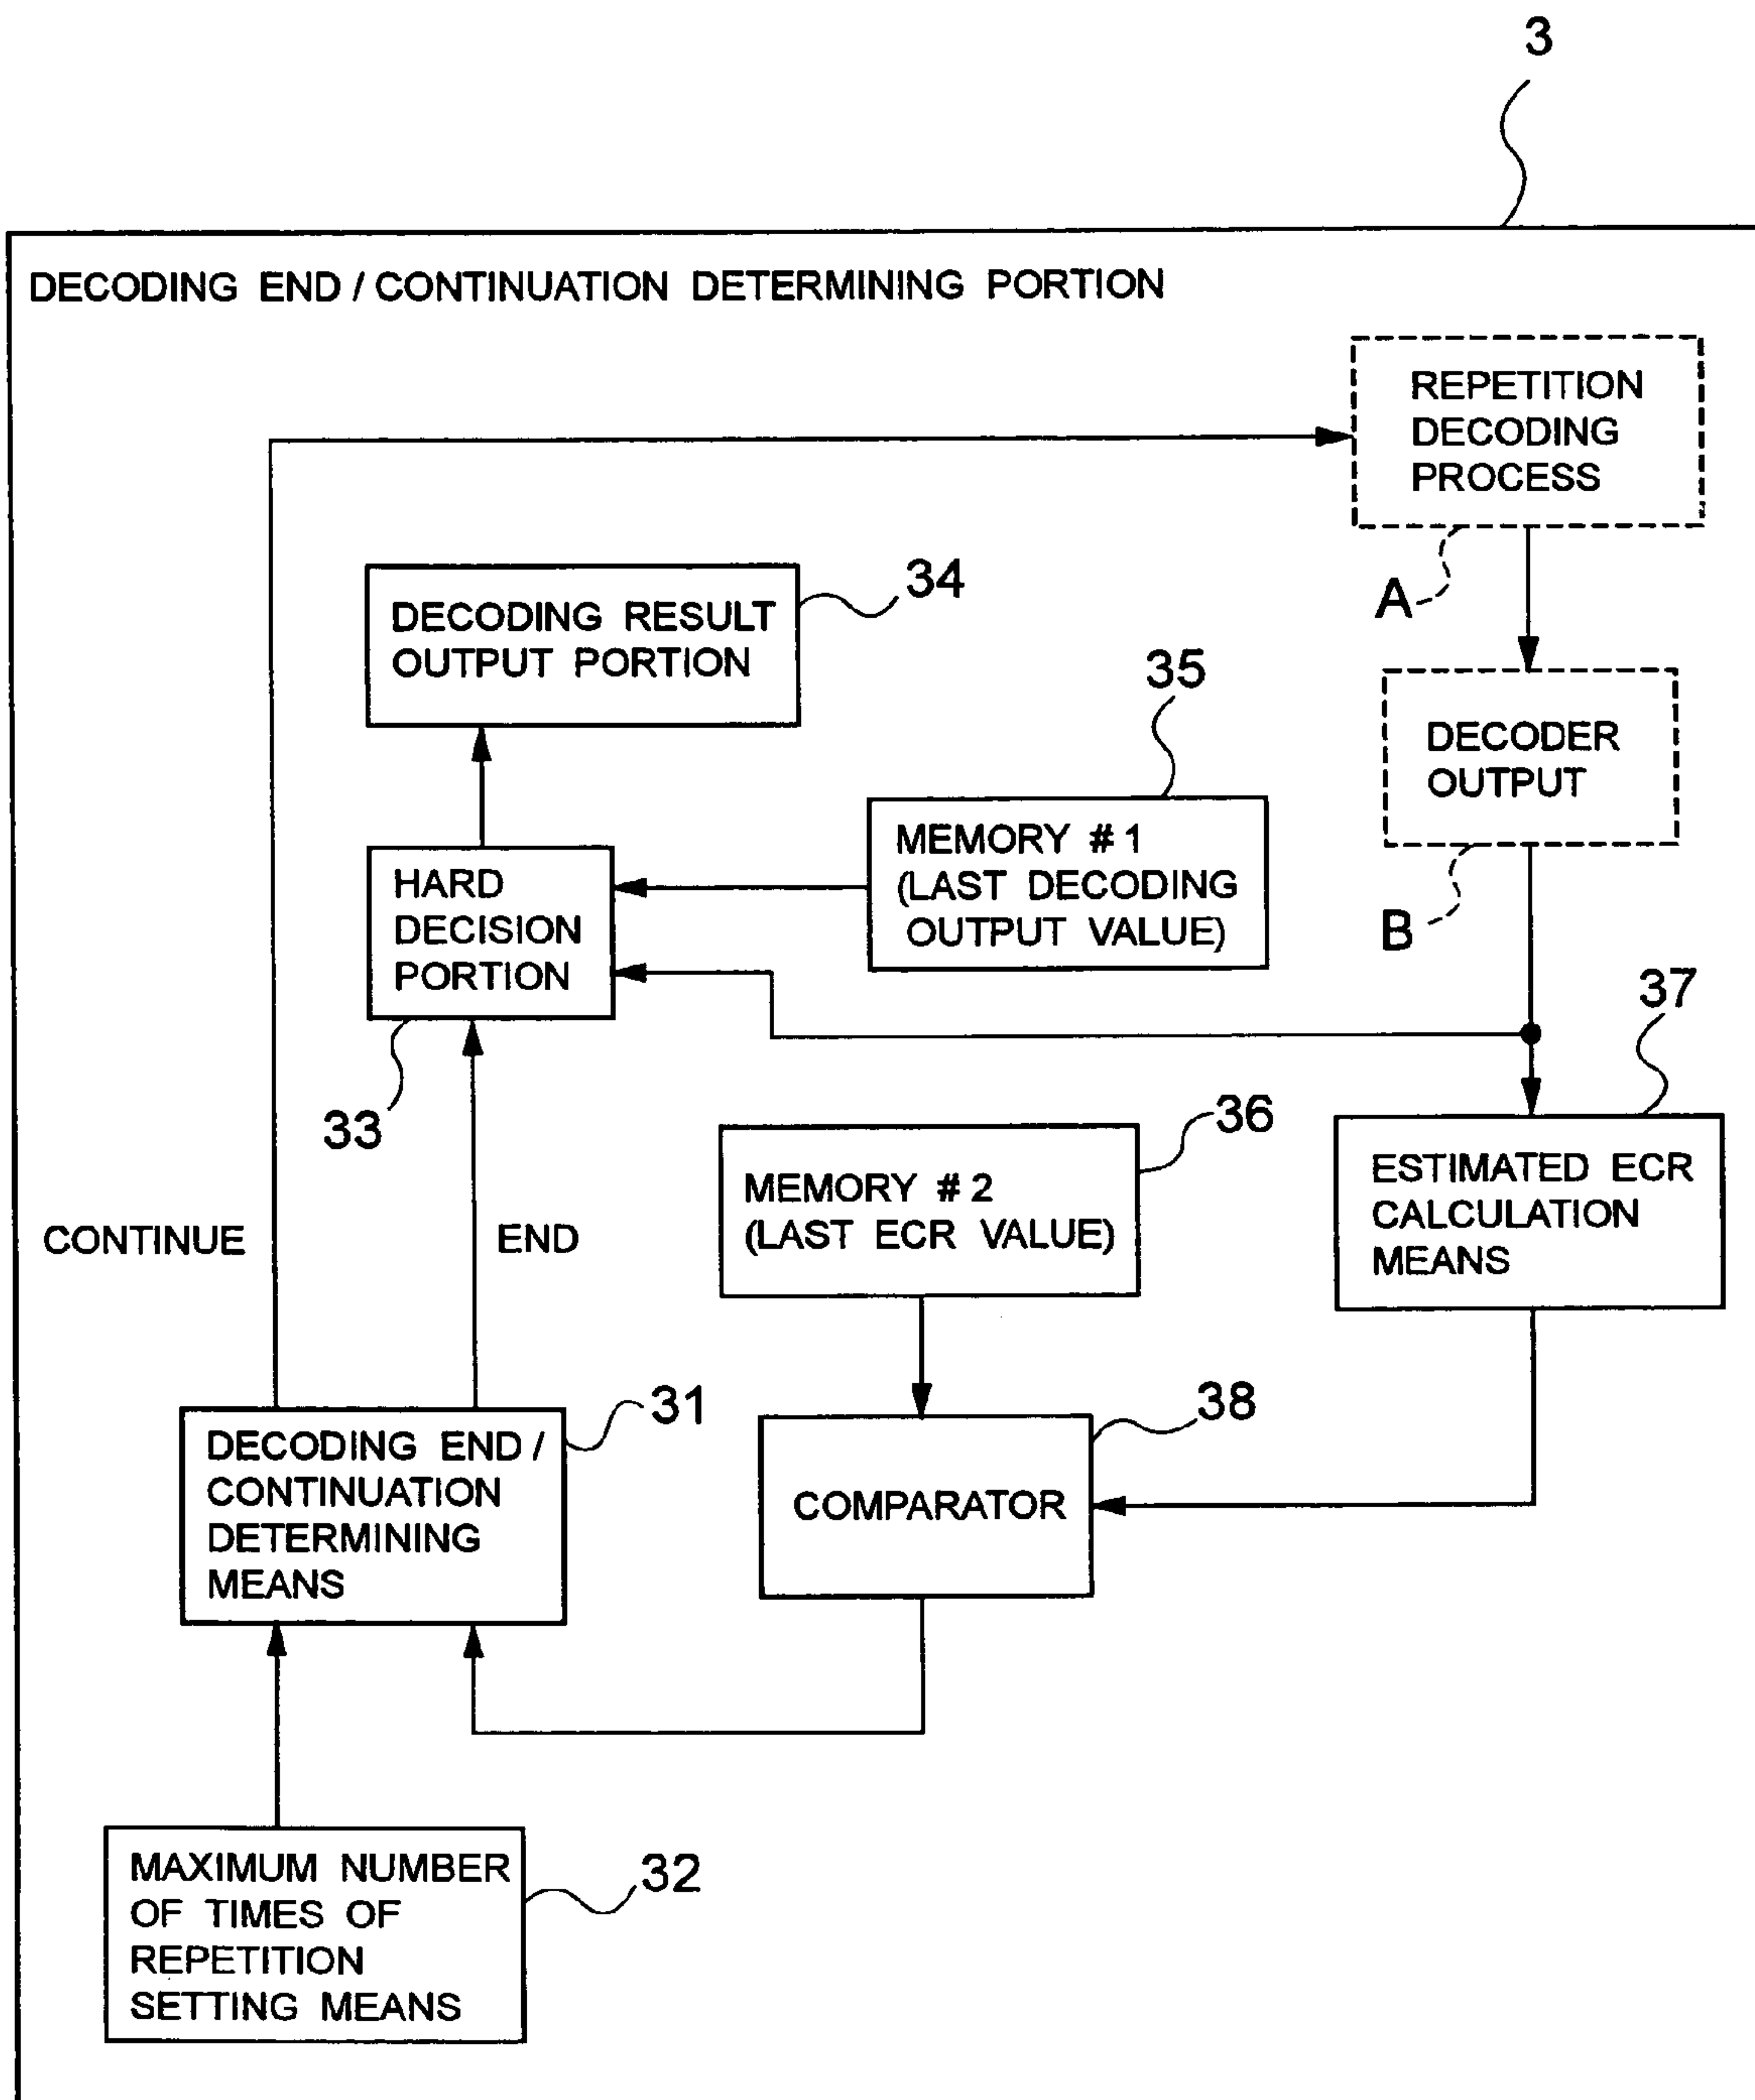 3
DECODING END / CONTINUATION DETERMINING PORTION
REPETITION
DECODING
PROCESS
A
34
DECODING RESULT
OUTPUT PORTION
35
DECODER
OUTPUT
B
MEMORY # 1
(LAST DECODING
OUTPUT VALUE)
HARD
DECISION
PORTION
33
37
36
MEMORY # 2
(LAST ECR VALUE)
ESTIMATED ECR
CALCULATION
MEANS
CONTINUE
END
31
38
DECODING END /
CONTINUATION
DETERMINING
MEANS
COMPARATOR
32
MAXIMUM NUMBER
OF TIMES OF
REPETITION
SETTING MEANS